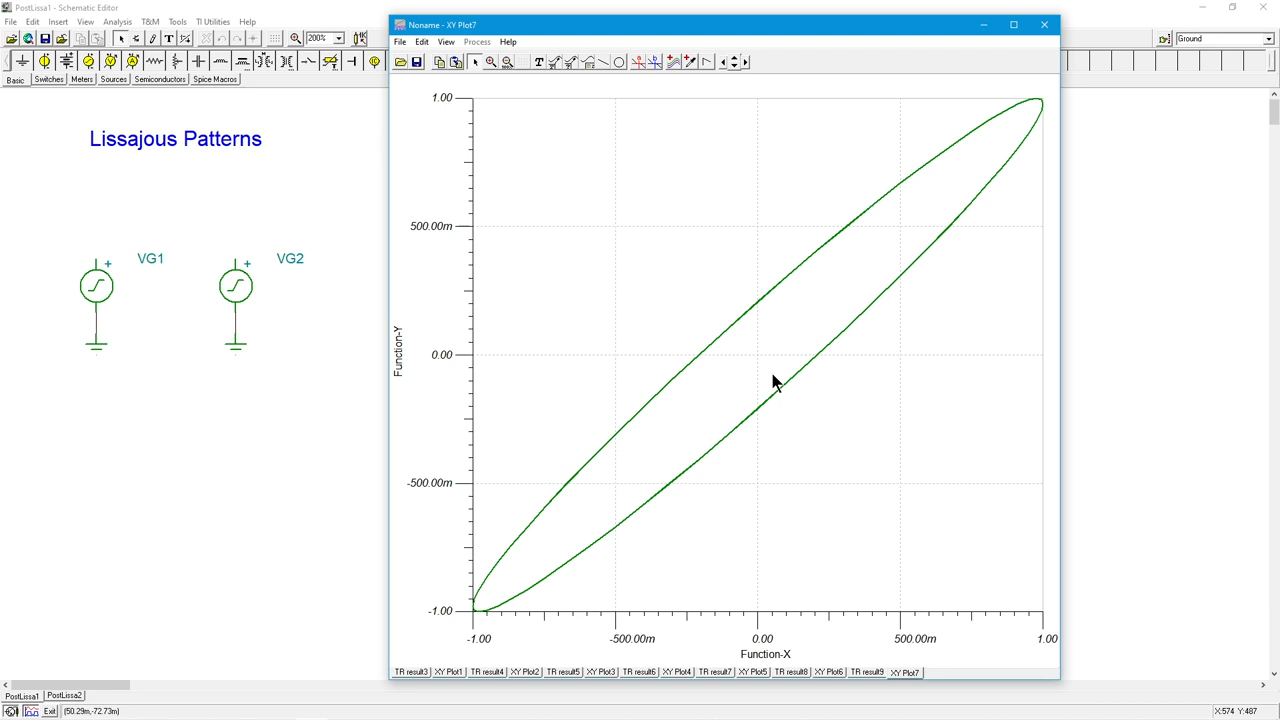 PostLissa1 - Schematic Editor
File Edit Insert View Analysis T&M Tools TI Utilities Help
200%
Ground
Basic Switches Meters Sources Semiconductors Spice Macros
Lissajous Patterns
VG1 VG2
Noname - XY Plot7
File Edit View Process Help
1.00
500.00m
0.00
-500.00m
-1.00
Function-Y
-1.00 -500.00m 0.00 500.00m 1.00
Function-X
TR result3 XY Plot1 TR result4 XY Plot2 TR result5 XY Plot3 TR result6 XY Plot4 TR result7 XY Plot5 TR result8 XY Plot6 TR result9 XY Plot7
PostLissa1 PostLissa2
Exit (50.29m,-72.73m) X:574 Y:487